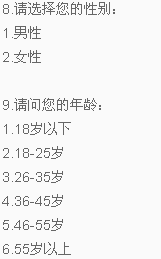 8.请选择您的性别：
1.男性
2.女性
9.请问您的年龄：
1.18岁以下
2.18-25岁
3.26-35岁
4.36-45岁
5.46-55岁
6.55岁以上